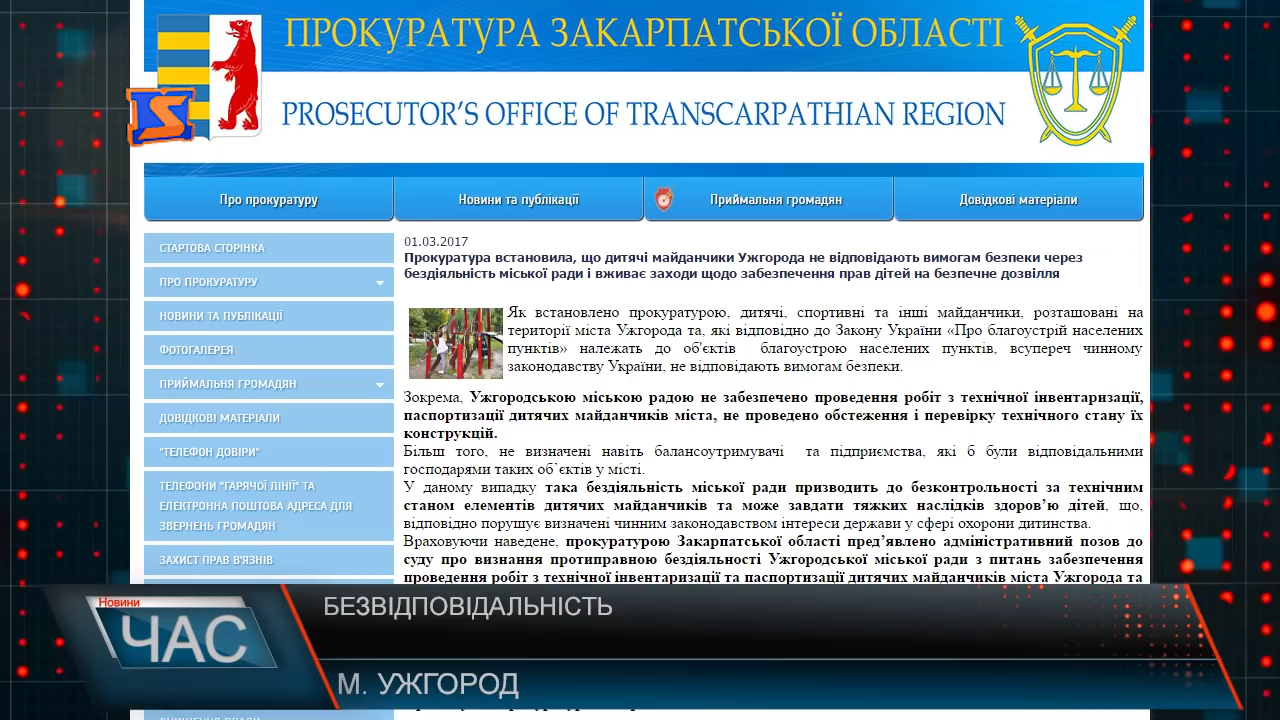 ПРОКУРАТУРА ЗАКАРПАТСЬКОЇ ОБЛАСТІ
PROSECUTOR'S OFFICE OF TRANSCARPATHIAN REGION
Про прокуратуру
Новини та публікації
Приймальня громадян
Довідкові матеріали
СТАРТОВА СТОРІНКА
ПРО ПРОКУРАТУРУ
НОВИНИ ТА ПУБЛІКАЦІЇ
ФОТОГАЛЕРЕЯ
ПРИЙМАЛЬНЯ ГРОМАДЯН
ДОВІДКОВІ МАТЕРІАЛИ
"ТЕЛЕФОН ДОВІРИ"
ТЕЛЕФОНИ "ГАРЯЧОЇ ЛІНІЇ" ТА
ЕЛЕКТРОННА ПОШТОВА АДРЕСА ДЛЯ
ЗВЕРНЕНЬ ГРОМАДЯН
ЗАХИСТ ПРАВ В'ЯЗНІВ
01.03.2017
Прокуратура встановила, що дитячі майданчики Ужгорода не відповідають вимогам безпеки через
бездіяльність міської ради і вживає заходи щодо забезпечення прав дітей на безпечне дозвілля
Як встановлено прокуратурою, дитячі, спортивні та інші майданчики, розташовані на
території міста Ужгорода та, які відповідно до Закону України «Про благоустрій населених
пунктів» належать до об'єктів благоустрою населених пунктів, всупереч чинному
законодавству України, не відповідають вимогам безпеки.
Зокрема, Ужгородською міською радою не забезпечено проведення робіт з технічної інвентаризації,
паспортизації дитячих майданчиків міста, не проведено обстеження і перевірку технічного стану їх
конструкцій.
Більш того, не визначені навіть балансоутримувачі та підприємства, які б були відповідальними
господарями таких об'єктів у місті.
У даному випадку така бездіяльність міської ради призводить до безконтрольності за технічним
станом елементів дитячих майданчиків та може завдати тяжких наслідків здоров'ю дітей, що,
відповідно порушує визначені чинним законодавством інтереси держави у сфері охорони дитинства.
Враховуючи наведене, прокуратурою Закарпатської області пред'явлено адміністративний позов до
суду про визнання протиправною бездіяльності Ужгородської міської ради з питань забезпечення
проведення робіт з технічної інвентаризації та паспортизації дитячих майданчиків міста Ужгорода та
Новини
ЧАС
БЕЗВІДПОВІДАЛЬНІСТЬ
М. УЖГОРОД